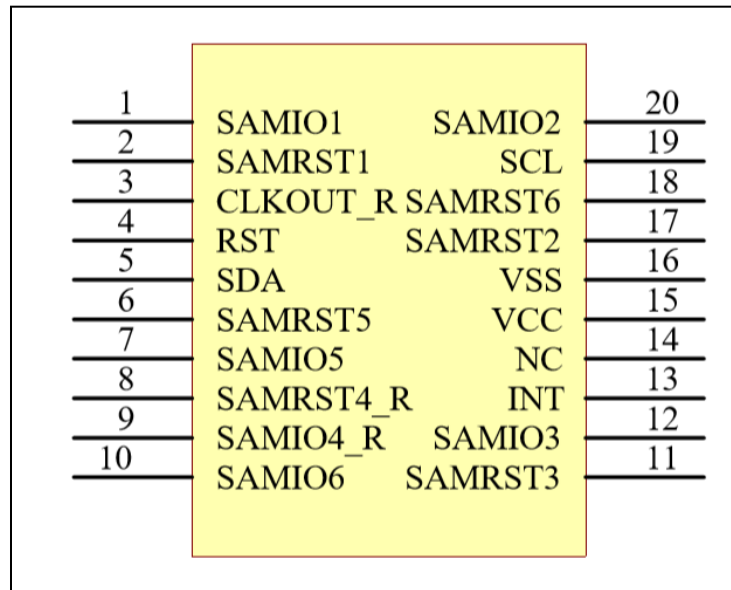 1 SAMIO1 SAMIO2 20
2 SAMRST1 SCL 19
3 CLKOUT_R SAMRST6 18
4 RST SAMRST2 17
5 SDA VSS 16
6 SAMRST5 VCC 15
7 SAMIO5 NC 14
8 SAMRST4_R INT 13
9 SAMIO4_R SAMIO3 12
10 SAMIO6 SAMRST3 11